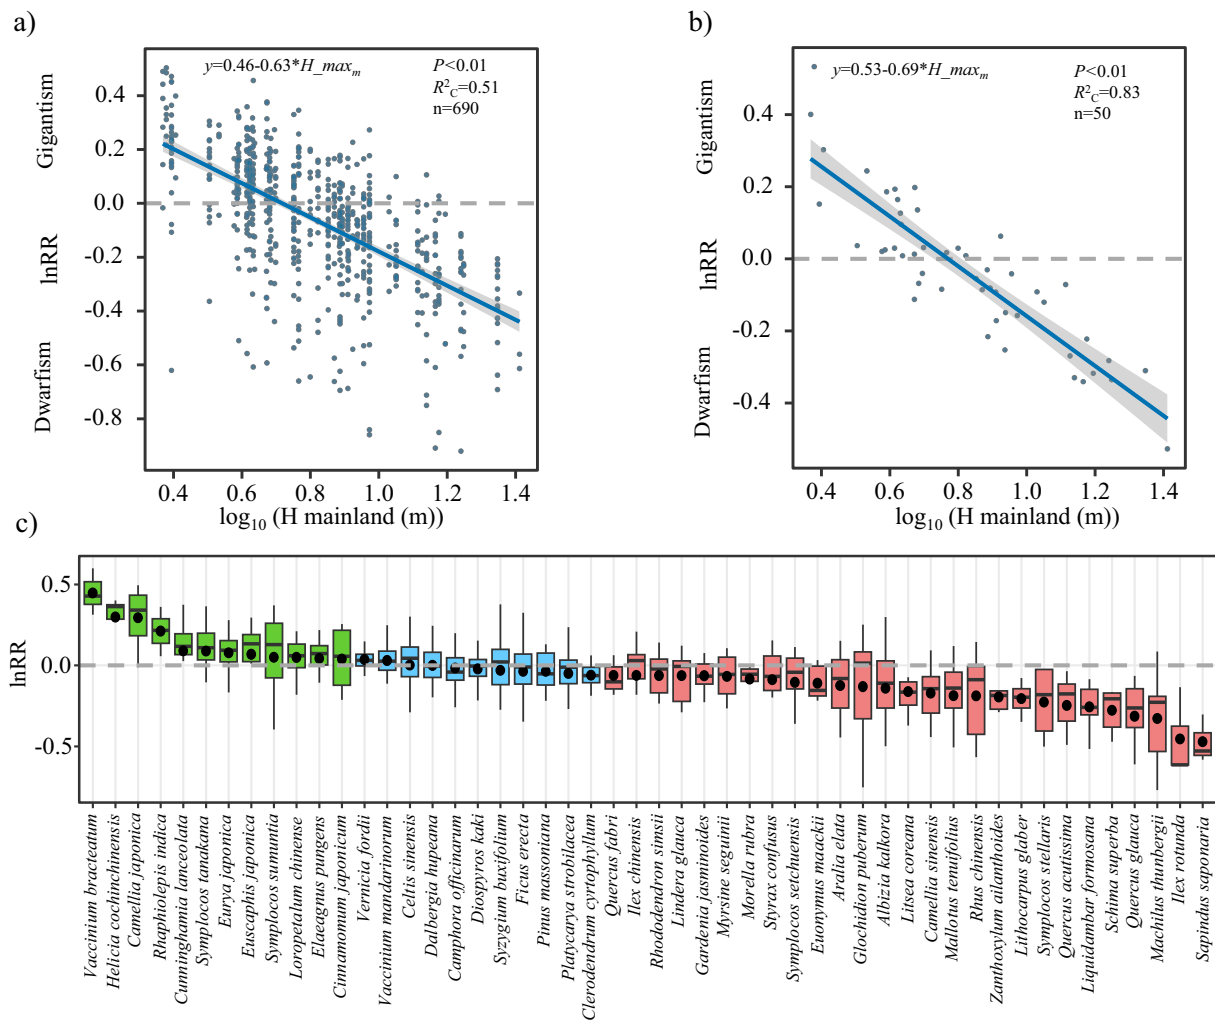 a)
y=0.46-0.63*H_maxₘ
P<0.01
R²_C=0.51
n=690
Gigantism
lnRR
Dwarfism
0.4
0.2
0.0
-0.2
-0.4
-0.6
-0.8
0.4 0.6 0.8 1.0 1.2 1.4
log₁₀ (H mainland (m))
b)
y=0.53-0.69*H_maxₘ
P<0.01
R²_C=0.83
n=50
Gigantism
lnRR
Dwarfism
0.4
0.2
0.0
-0.2
-0.4
0.4 0.6 0.8 1.0 1.2 1.4
log₁₀ (H mainland (m))
c)
lnRR
0.5
0.0
-0.5
Vaccinium bracteatum
Helicia cochinchinensis
Camellia japonica
Rhaphiolepis indica
Cunninghamia lanceolata
Symplocos tanakana
Eurya japonica
Euscaphis japonica
Symplocos sumuntia
Loropetalum chinense
Elaeagnus pungens
Cinnamomum japonicum
Vernicia fordii
Vaccinium mandarinorum
Celtis sinensis
Dalbergia hupeana
Camphora officinarum
Diospyros kaki
Syzygium buxifolium
Ficus erecta
Pinus massoniana
Platycarya strobilacea
Clerodendrum cyrtophyllum
Quercus fabri
Ilex chinensis
Rhododendron simsii
Lindera glauca
Gardenia jasminoides
Myrsine seguinii
Morella rubra
Styrax confusus
Symplocos setchuensis
Euonymus maackii
Aralia elata
Glochidion puberum
Albizia kalkora
Litsea coreana
Camellia sinensis
Mallotus tenuifolius
Rhus chinensis
Zanthoxylum ailanthoides
Lithocarpus glaber
Symplocos stellaris
Quercus acutissima
Liquidambar formosana
Schima superba
Quercus glauca
Machilus thunbergii
Ilex rotunda
Sapindus saponaria